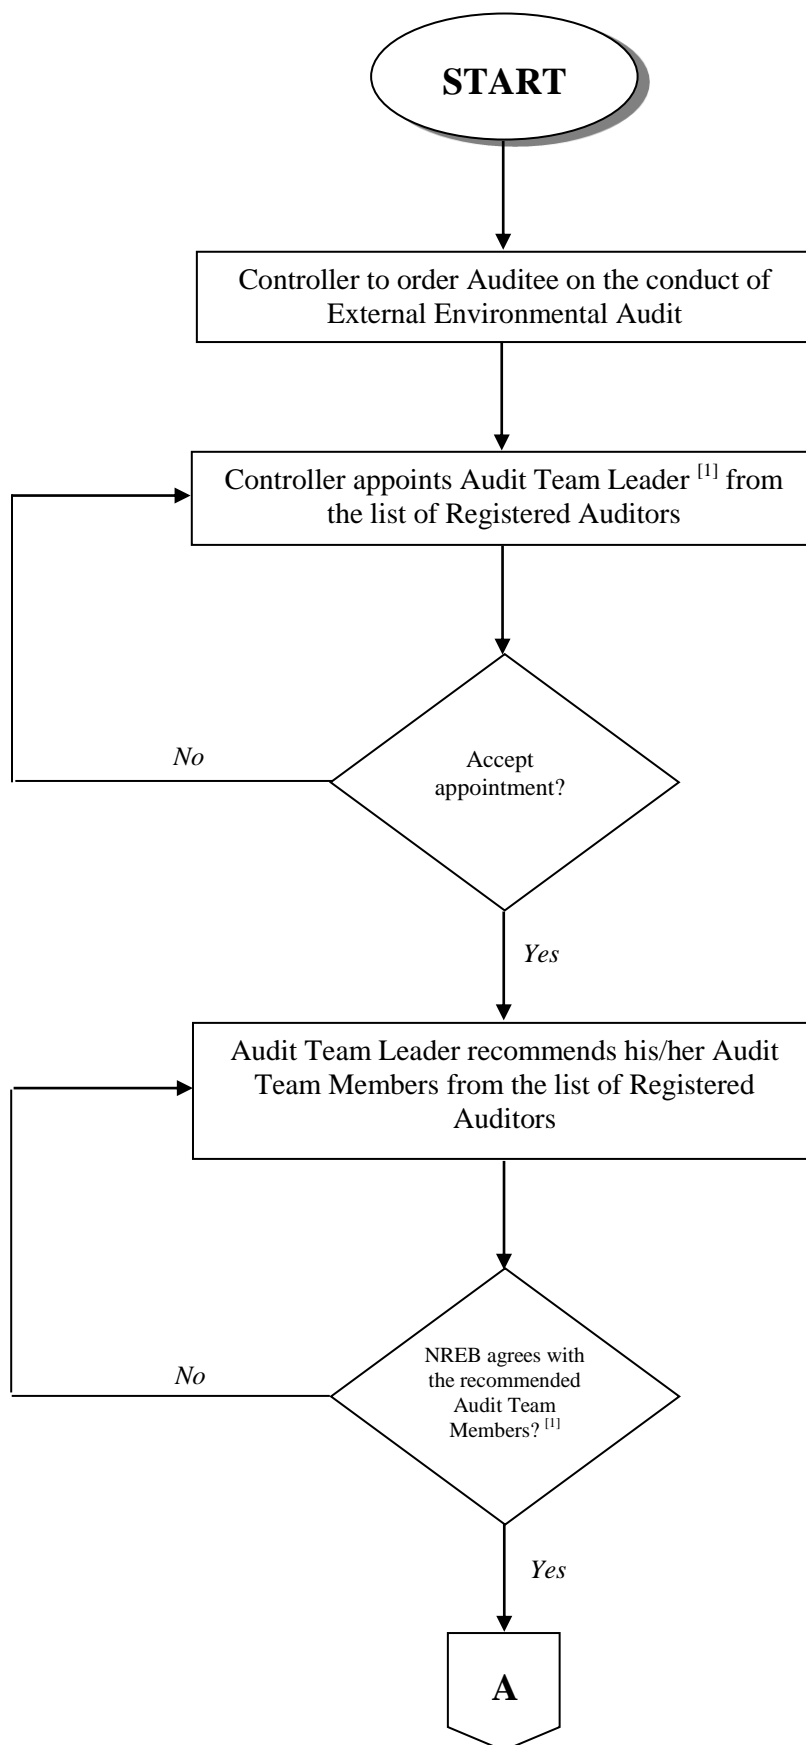 START
Controller to order Auditee on the conduct of
External Environmental Audit
Controller appoints Audit Team Leader [1] from
the list of Registered Auditors
Accept
appointment?
No
Yes
Audit Team Leader recommends his/her Audit
Team Members from the list of Registered
Auditors
NREB agrees with
the recommended
Audit Team
Members? [1]
No
Yes
A